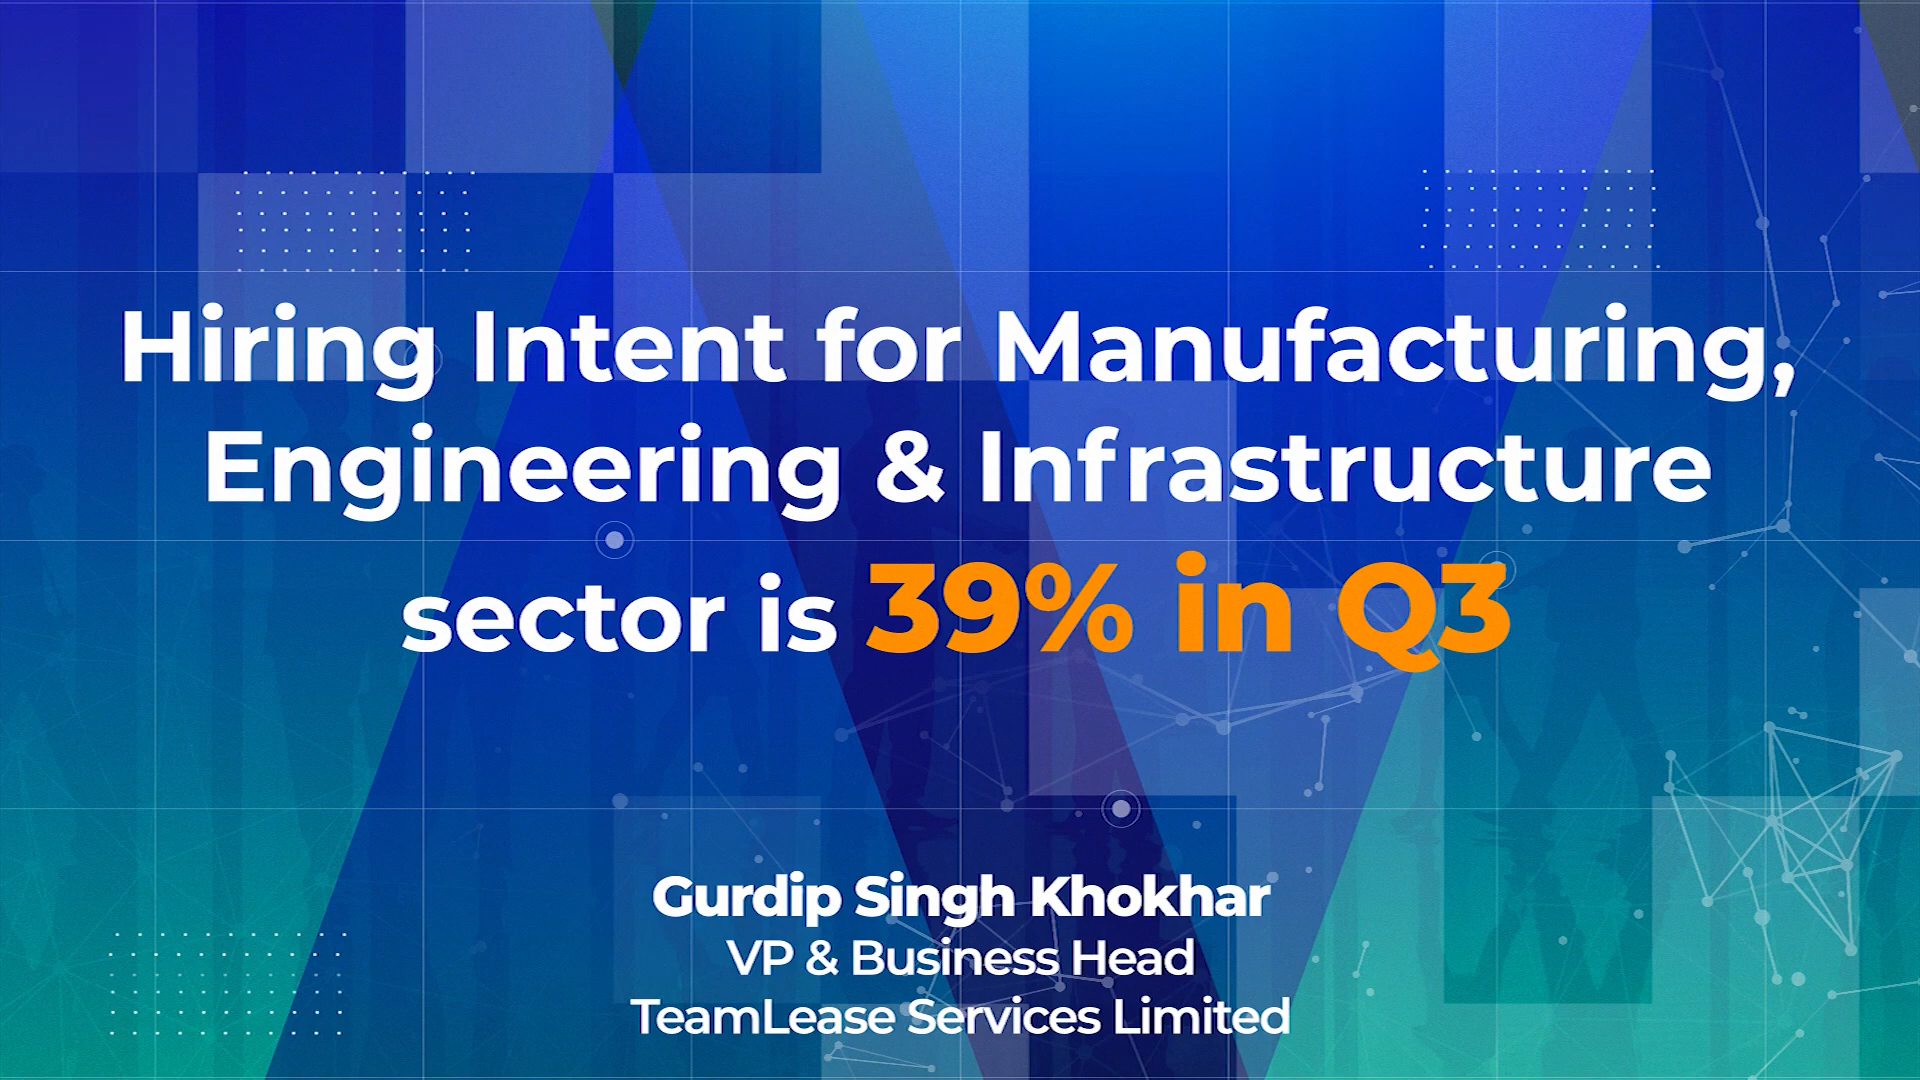 Hiring Intent for Manufacturing,
Engineering & Infrastructure
sector is 39% in Q3
Gurdip Singh Khokhar
VP & Business Head
TeamLease Services Limited